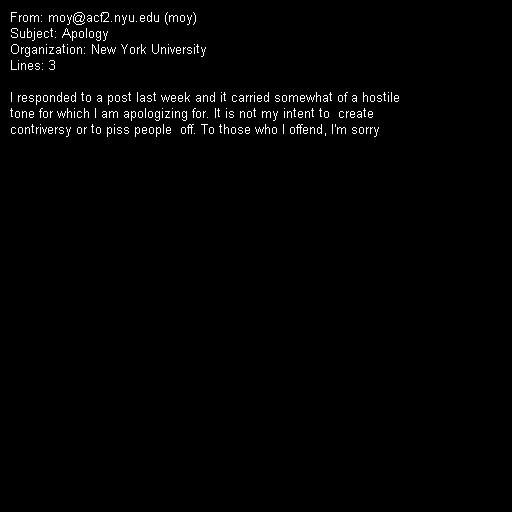 From: moy@acf2.nyu.edu (moy)
Subject: Apology
Organization: New York University
Lines: 3

I responded to a post last week and it carried somewhat of a hostile
tone for which I am apologizing for. It is not my intent to  create
contriversy or to piss people  off. To those who I offend, I'm sorry